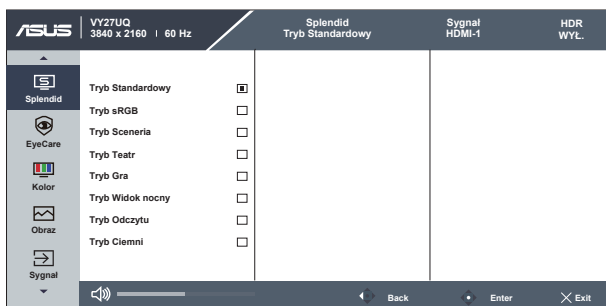 ASUS
VY27UQ
3840 x 2160 | 60 Hz
Splendid
Tryb Standardowy
Sygnał
HDMI-1
HDR
WYŁ.
Splendid
EyeCare
Kolor
Obraz
Sygnał
Tryb Standardowy
Tryb sRGB
Tryb Sceneria
Tryb Teatr
Tryb Gra
Tryb Widok nocny
Tryb Odczytu
Tryb Ciemni
Back
Enter
Exit